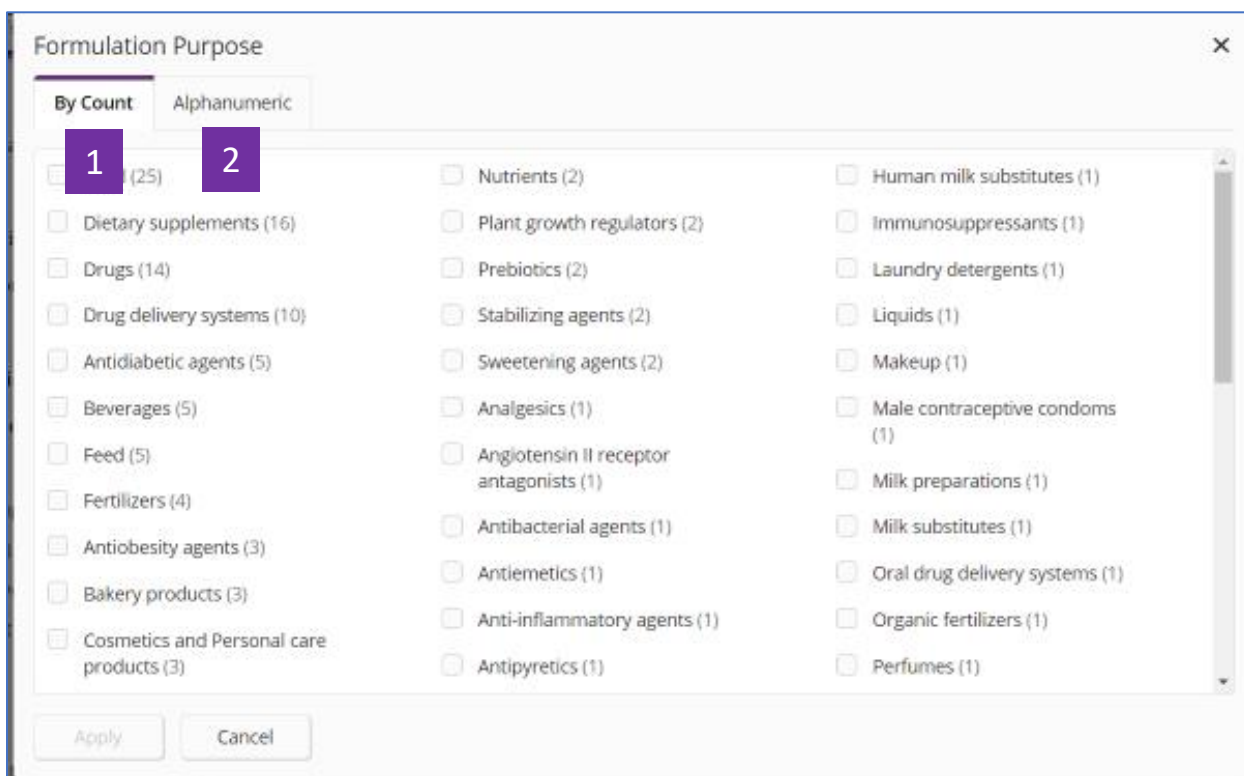 Formulation Purpose
By Count
Alphanumeric
1
2
(25)
Dietary supplements (16)
Drugs (14)
Drug delivery systems (10)
Antidiabetic agents (5)
Beverages (5)
Feed (5)
Fertilizers (4)
Antiobesity agents (3)
Bakery products (3)
Cosmetics and Personal care
products (3)
Nutrients (2)
Plant growth regulators (2)
Prebiotics (2)
Stabilizing agents (2)
Sweetening agents (2)
Analgesics (1)
Angiotensin II receptor
antagonists (1)
Antibacterial agents (1)
Antiemetics (1)
Anti-inflammatory agents (1)
Antipyretics (1)
Human milk substitutes (1)
Immunosuppressants (1)
Laundry detergents (1)
Liquids (1)
Makeup (1)
Male contraceptive condoms
(1)
Milk preparations (1)
Milk substitutes (1)
Oral drug delivery systems (1)
Organic fertilizers (1)
Perfumes (1)
Apply
Cancel